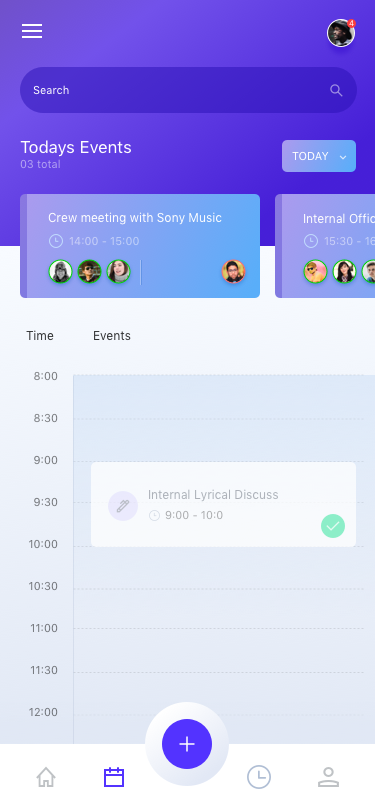 4
Search
Todays Events
03 total
TODAY
Crew meeting with Sony Music
14:00 - 15:00
Internal Offic
15:30 - 16
Time Events
8:00
8:30
9:00
Internal Lyrical Discuss
9:30
9:00 - 10:0
10:00
10:30
11:00
11:30
12:00